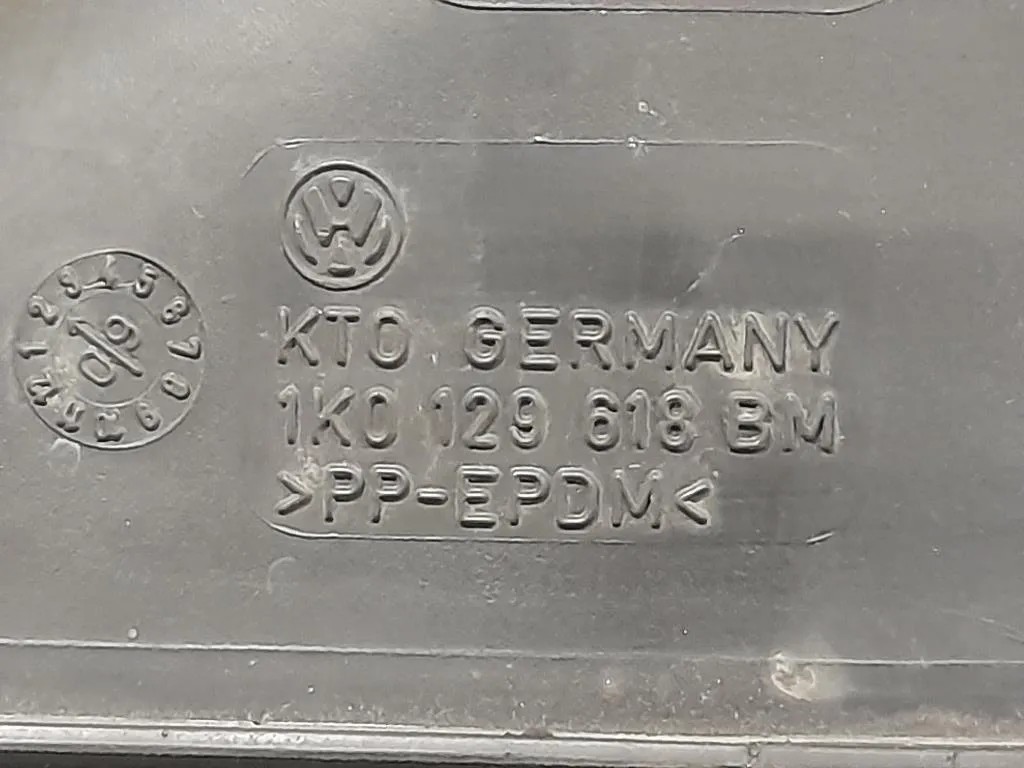 KTO GERMANY
1K0 129 618 BM
>PP-EPDM<